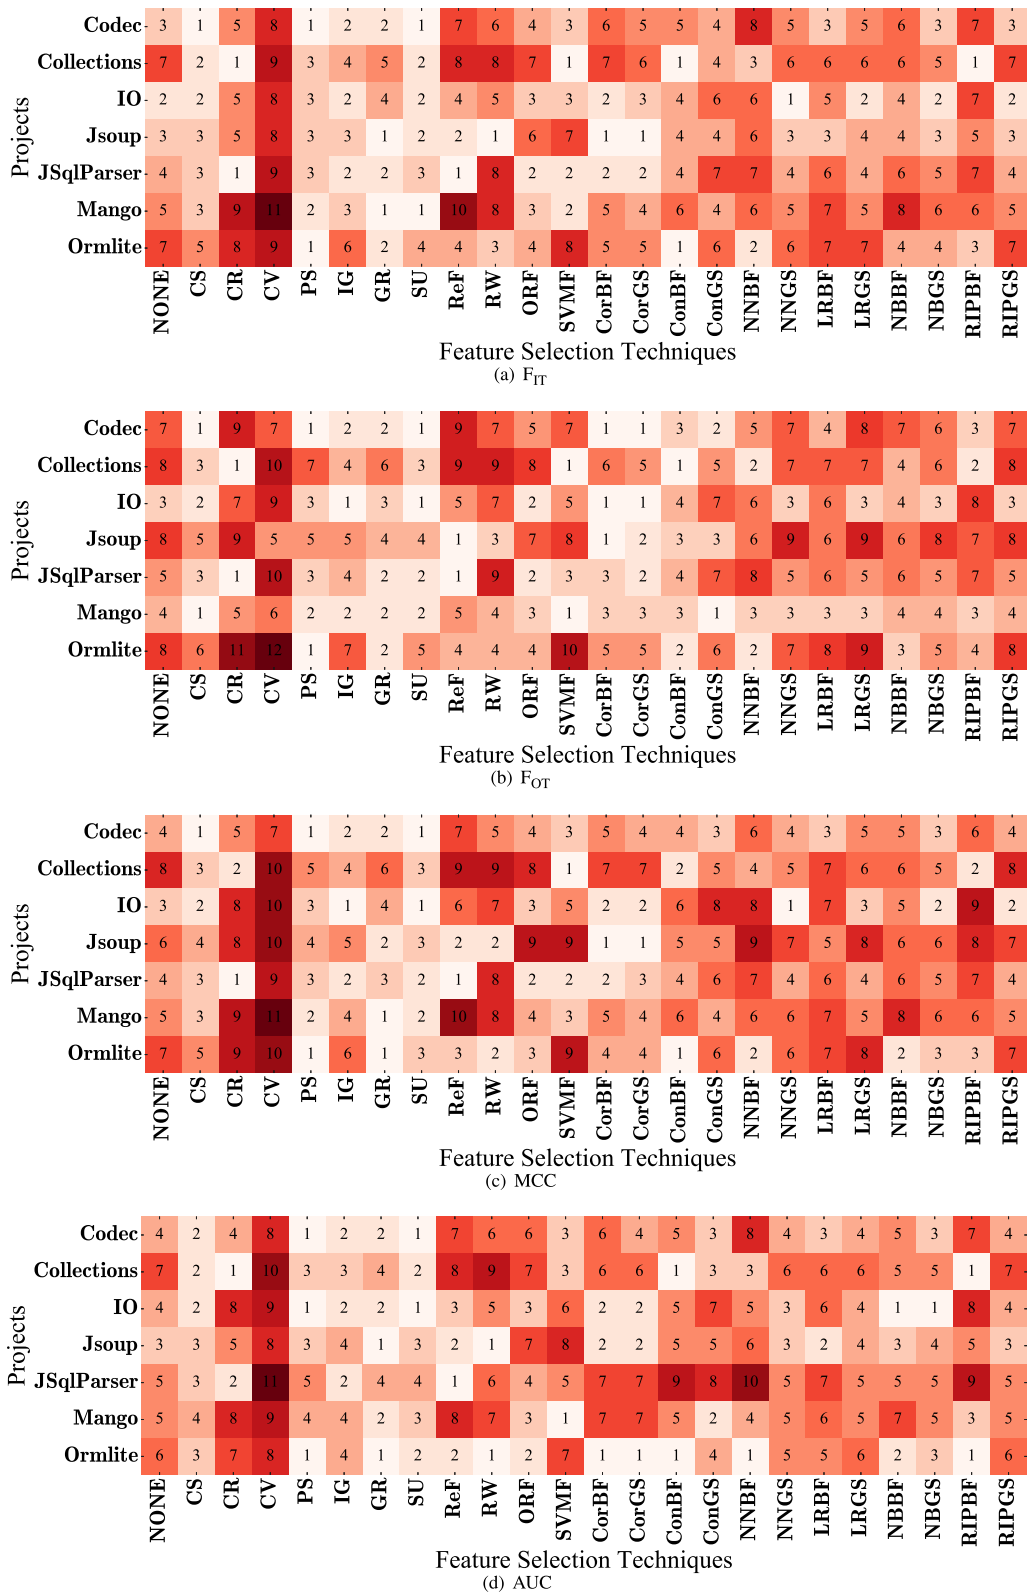 Codec 3 1 5 8 1 2 2 1 7 6 4 3 6 5 5 4 8 5 3 5 6 3 7 3
Collections 7 2 1 9 3 4 5 2 8 8 7 1 7 6 1 4 3 6 6 6 6 5 1 7
IO 2 2 5 8 3 2 4 2 4 5 3 3 2 3 4 6 6 1 5 2 4 2 7 2
Jsoup 3 3 5 8 3 3 1 2 2 1 6 7 1 1 4 4 6 3 3 4 4 3 5 3
JSqlParser 4 3 1 9 3 2 2 3 1 8 2 2 2 2 4 7 7 4 6 4 6 5 7 4
Mango 5 3 9 11 2 3 1 1 10 8 3 2 5 4 6 4 6 5 7 5 8 6 6 5
Ormlite 7 5 8 9 1 6 2 4 4 3 4 8 5 5 1 6 2 6 7 7 4 4 3 7
Projects
NONE CS CR CV PS IG GR SU ReF RW ORF SVMF CorBF CorGS ConBF ConGS NNBF NNGS LRBF LRGS NBBF NBGS RIPBF RIPGS
Feature Selection Techniques
(a) F_IT
Codec 7 1 9 7 1 2 2 1 9 7 5 7 1 1 3 2 5 7 4 8 7 6 3 7
Collections 8 3 1 10 7 4 6 3 9 9 8 1 6 5 1 5 2 7 7 7 4 6 2 8
IO 3 2 7 9 3 1 3 1 5 7 2 5 1 1 4 7 6 3 6 3 4 3 8 3
Jsoup 8 5 9 5 5 5 4 4 1 3 7 8 1 2 3 3 6 9 6 9 6 8 7 8
JSqlParser 5 3 1 10 3 4 2 2 1 9 2 3 3 2 4 7 8 5 6 5 6 5 7 5
Mango 4 1 5 6 2 2 2 2 5 4 3 1 3 3 3 1 3 3 3 3 4 4 3 4
Ormlite 8 6 11 12 1 7 2 5 4 4 4 10 5 5 2 6 2 7 8 9 3 5 4 8
Projects
NONE CS CR CV PS IG GR SU ReF RW ORF SVMF CorBF CorGS ConBF ConGS NNBF NNGS LRBF LRGS NBBF NBGS RIPBF RIPGS
Feature Selection Techniques
(b) F_OT
Codec 4 1 5 7 1 2 2 1 7 5 4 3 5 4 4 3 6 4 3 5 5 3 6 4
Collections 8 3 2 10 5 4 6 3 9 9 8 1 7 7 2 5 4 5 7 6 6 5 2 8
IO 3 2 8 10 3 1 4 1 6 7 3 5 2 2 6 8 8 1 7 3 5 2 9 2
Jsoup 6 4 8 10 4 5 2 3 2 2 9 9 1 1 5 5 9 7 5 8 6 6 8 7
JSqlParser 4 3 1 9 3 2 3 2 1 8 2 2 2 3 4 6 7 4 6 4 6 5 7 4
Mango 5 3 9 11 2 4 1 2 10 8 4 3 5 4 6 4 6 6 7 5 8 6 6 5
Ormlite 7 5 9 10 1 6 1 3 3 2 3 9 4 4 1 6 2 6 7 8 2 3 3 7
Projects
NONE CS CR CV PS IG GR SU ReF RW ORF SVMF CorBF CorGS ConBF ConGS NNBF NNGS LRBF LRGS NBBF NBGS RIPBF RIPGS
Feature Selection Techniques
(c) MCC
Codec 4 2 4 8 1 2 2 1 7 6 6 3 6 4 5 3 8 4 3 4 5 3 7 4
Collections 7 2 1 10 3 3 4 2 8 9 7 3 6 6 1 3 3 6 6 6 5 5 1 7
IO 4 2 8 9 1 2 2 1 3 5 3 6 2 2 5 7 5 3 6 4 1 1 8 4
Jsoup 3 3 5 8 3 4 1 3 2 1 7 8 2 2 5 5 6 3 2 4 3 4 5 3
JSqlParser 5 3 2 11 5 2 4 4 1 6 4 5 7 7 9 8 10 5 7 5 5 5 9 5
Mango 5 4 8 9 4 4 2 3 8 7 3 1 7 7 5 2 4 5 6 5 7 5 3 5
Ormlite 6 3 7 8 1 4 1 2 2 1 2 7 1 1 1 4 1 5 5 6 2 3 1 6
Projects
NONE CS CR CV PS IG GR SU ReF RW ORF SVMF CorBF CorGS ConBF ConGS NNBF NNGS LRBF LRGS NBBF NBGS RIPBF RIPGS
Feature Selection Techniques
(d) AUC